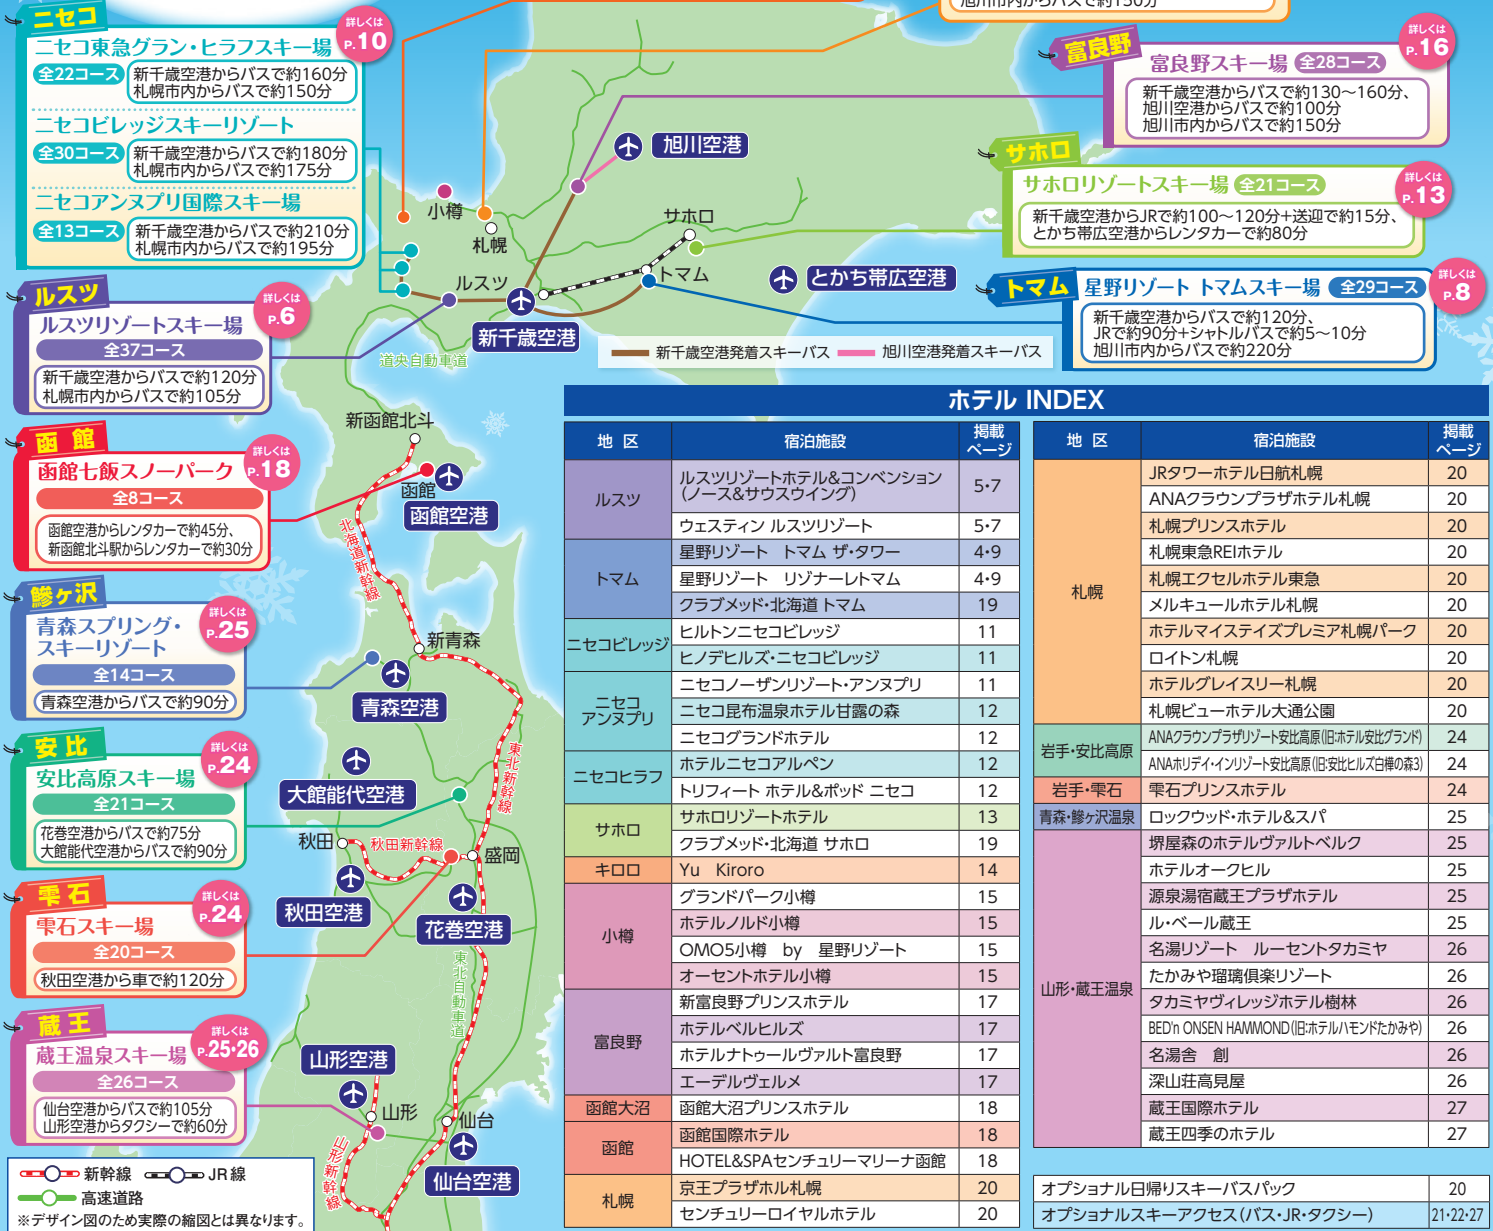 旭川市内からバスで約150分
ニセコ
詳しくは
P.10
ニセコ東急グラン・ヒラフスキー場
全22コース
新千歳空港からバスで約160分
札幌市内からバスで約150分
ニセコビレッジスキーリゾート
全30コース
新千歳空港からバスで約180分
札幌市内からバスで約175分
ニセコアンヌプリ国際スキー場
全13コース
新千歳空港からバスで約210分
札幌市内からバスで約195分
ルスツ
詳しくは
P.6
ルスツリゾートスキー場
全37コース
新千歳空港からバスで約120分
札幌市内からバスで約105分
函館
詳しくは
P.18
函館七飯スノーパーク
全8コース
函館空港からレンタカーで約45分、
新函館北斗駅からレンタカーで約30分
鰺ヶ沢
詳しくは
P.25
青森スプリング・
スキーリゾート
全14コース
青森空港からバスで約90分
安比
詳しくは
P.24
安比高原スキー場
全21コース
花巻空港からバスで約75分
大館能代空港からバスで約90分
雫石
詳しくは
P.24
雫石スキー場
全20コース
秋田空港から車で約120分
蔵王
詳しくは
P.25・26
蔵王温泉スキー場
全26コース
仙台空港からバスで約105分
山形空港からタクシーで約60分
新幹線
JR線
高速道路
※デザイン図のため実際の縮図とは異なります。
富良野
詳しくは
P.16
富良野スキー場
全28コース
新千歳空港からバスで約130〜160分、
旭川空港からバスで約100分
旭川市内からバスで約150分
サホロ
詳しくは
P.13
サホロリゾートスキー場
全21コース
新千歳空港からJRで約100〜120分+送迎で約15分、
とかち帯広空港からレンタカーで約80分
トマム
詳しくは
P.8
星野リゾート トマムスキー場
全29コース
新千歳空港からバスで約120分、
JRで約90分+シャトルバスで約5〜10分
旭川市内からバスで約220分
旭川空港
小樽
札幌
サホロ
トマム
ルスツ
とかち帯広空港
新千歳空港
道央自動車道
新千歳空港発着スキーバス
旭川空港発着スキーバス
新函館北斗
函館
函館空港
北海道新幹線
新青森
青森空港
大館能代空港
東北新幹線
秋田
秋田新幹線
盛岡
秋田空港
花巻空港
東北自動車道
山形空港
山形
仙台
山形新幹線
仙台空港
ホテル INDEX
地区 宿泊施設 掲載ページ
ルスツ
ルスツリゾートホテル&コンベンション
(ノース&サウスウイング) 5・7
ウェスティン ルスツリゾート 5・7
トマム
星野リゾート トマム ザ・タワー 4・9
星野リゾート リゾナーレトマム 4・9
クラブメッド・北海道 トマム 19
ニセコビレッジ
ヒルトンニセコビレッジ 11
ヒノデヒルズ・ニセコビレッジ 11
ニセコ
アンヌプリ
ニセコノーザンリゾート・アンヌプリ 11
ニセコ昆布温泉ホテル甘露の森 12
ニセコグランドホテル 12
ニセコヒラフ
ホテルニセコアルペン 12
トリフィート ホテル&ポッド ニセコ 12
サホロ
サホロリゾートホテル 13
クラブメッド・北海道 サホロ 19
キロロ
Yu Kiroro 14
小樽
グランドパーク小樽 15
ホテルノルド小樽 15
OMO5小樽 by 星野リゾート 15
オーセントホテル小樽 15
富良野
新富良野プリンスホテル 17
ホテルベルヒルズ 17
ホテルナトゥールヴァルト富良野 17
エーデルヴェルメ 17
函館大沼
函館大沼プリンスホテル 18
函館
函館国際ホテル 18
HOTEL&SPAセンチュリーマリーナ函館 18
札幌
京王プラザホル札幌 20
センチュリーロイヤルホテル 20
地区 宿泊施設 掲載ページ
札幌
JRタワーホテル日航札幌 20
ANAクラウンプラザホテル札幌 20
札幌プリンスホテル 20
札幌東急REIホテル 20
札幌エクセルホテル東急 20
メルキュールホテル札幌 20
ホテルマイステイズプレミア札幌パーク 20
ロイトン札幌 20
ホテルグレイスリー札幌 20
札幌ビューホテル大通公園 20
岩手・安比高原
ANAクラウンプラザリゾート安比高原(旧:ホテル安比グランド) 24
ANAホリデイ・インリゾート安比高原(旧:安比ヒルズ白樺の森3) 24
岩手・雫石
雫石プリンスホテル 24
青森・鰺ヶ沢温泉
ロックウッド・ホテル&スパ 25
山形・蔵王温泉
堺屋森のホテルヴァルトベルク 25
ホテルオークヒル 25
源泉湯宿蔵王プラザホテル 25
ル・ベール蔵王 25
名湯リゾート ルーセントタカミヤ 26
たかみや瑠璃倶楽リゾート 26
タカミヤヴィレッジホテル樹林 26
BED'n ONSEN HAMMOND(旧:ホテルハモンドたかみや) 26
名湯舎 創 26
深山荘高見屋 26
蔵王国際ホテル 27
蔵王四季のホテル 27
オプショナル日帰りスキーバスパック 20
オプショナルスキーアクセス(バス・JR・タクシー) 21・22・27